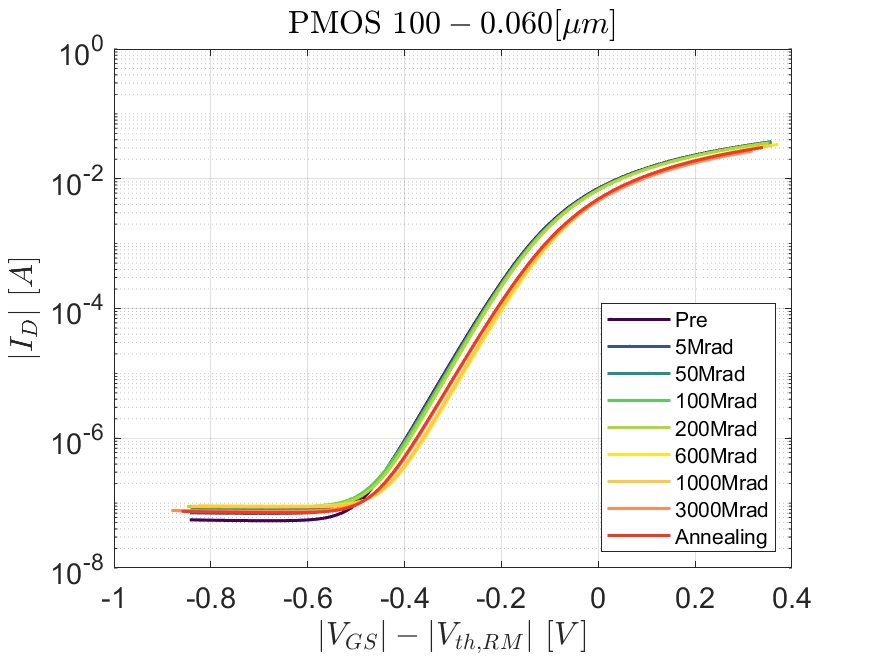 PMOS 100 − 0.060[μm]
10^0
10^-2
10^-4
10^-6
10^-8
|I_D| [A]
Pre
5Mrad
50Mrad
100Mrad
200Mrad
600Mrad
1000Mrad
3000Mrad
Annealing
-1 -0.8 -0.6 -0.4 -0.2 0 0.2 0.4
|V_GS| − |V_th,RM| [V]